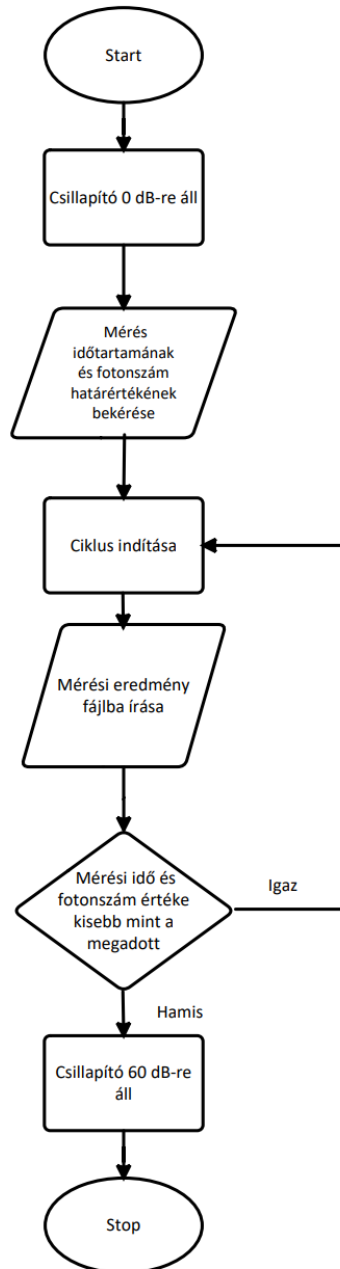 Start
Csillapító 0 dB-re áll
Mérés
időtartamának
és fotonszám
határértékének
bekérése
Ciklus indítása
Mérési eredmény
fájlba írása
Mérési idő és
fotonszám értéke
kisebb mint a
megadott
Igaz
Hamis
Csillapító 60 dB-re
áll
Stop